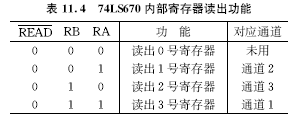 表 11.4 74LS670 内部寄存器读出功能
READ RB RA 功 能 对应通道
0 0 0 读出 0 号寄存器 未用
0 0 1 读出 1 号寄存器 通道 2
0 1 0 读出 2 号寄存器 通道 3
0 1 1 读出 3 号寄存器 通道 1